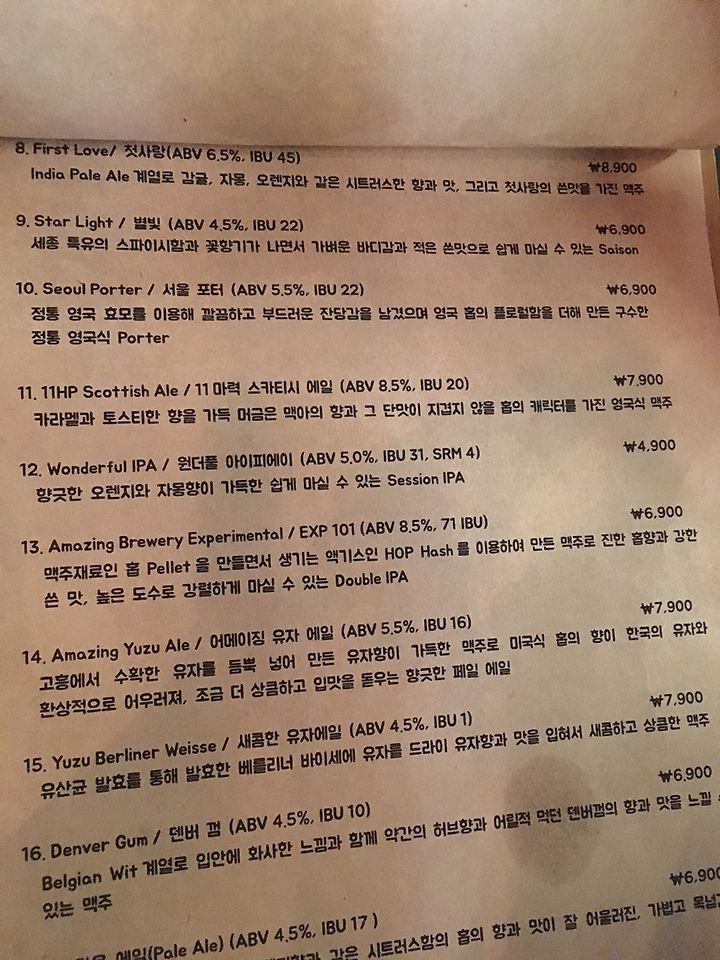 8. First Love/ 첫사랑(ABV 6.5%, IBU 45)
₩8,900
India Pale Ale 계열로 감귤, 자몽, 오렌지와 같은 시트러스한 향과 맛, 그리고 첫사랑의 쓴맛을 가진 맥주
9. Star Light / 별빛 (ABV 4.5%, IBU 22)
₩6,900
세종 특유의 스파이시함과 꽃향기가 나면서 가벼운 바디감과 적은 쓴맛으로 쉽게 마실 수 있는 Saison
10. Seoul Porter / 서울 포터 (ABV 5.5%, IBU 22)
₩6,900
정통 영국 효모를 이용해 깔끔하고 부드러운 잔당감을 남겼으며 영국 홉의 플로럴함을 더해 만든 구수한
정통 영국식 Porter
11. 11HP Scottish Ale / 11마력 스카티시 에일 (ABV 8.5%, IBU 20)
₩7,900
카라멜과 토스티한 향을 가득 머금은 맥아의 향과 그 단맛이 지겹지 않을 홉의 캐릭터를 가진 영국식 맥주
12. Wonderful IPA / 원더풀 아이피에이 (ABV 5.0%, IBU 31, SRM 4)
₩4,900
향긋한 오렌지와 자몽향이 가득한 쉽게 마실 수 있는 Session IPA
13. Amazing Brewery Experimental / EXP 101 (ABV 8.5%, 71 IBU)
₩6,900
맥주재료인 홉 Pellet 을 만들면서 생기는 액기스인 HOP Hash 를 이용하여 만든 맥주로 진한 홉향과 강한
쓴 맛, 높은 도수로 강렬하게 마실 수 있는 Double IPA
14. Amazing Yuzu Ale / 어메이징 유자 에일 (ABV 5.5%, IBU 16)
₩7,900
고흥에서 수확한 유자를 듬뿍 넣어 만든 유자향이 가득한 맥주로 미국식 홉의 향이 한국의 유자와
환상적으로 어우러져, 조금 더 상큼하고 입맛을 돋우는 향긋한 페일 에일
15. Yuzu Berliner Weisse / 새콤한 유자에일 (ABV 4.5%, IBU 1)
₩7,900
유산균 발효를 통해 발효한 베를리너 바이세에 유자를 드라이 유자향과 맛을 입혀서 새콤하고 상큼한 맥주
16. Denver Gum / 덴버 껌 (ABV 4.5%, IBU 10)
₩6,900
Belgian Wit 계열로 입안에 화사한 느낌과 함께 약간의 허브향과 어릴적 먹던 덴버껌의 향과 맛을 느낄
있는 맥주
에일(Pale Ale) (ABV 4.5%, IBU 17 )
₩6,900
같은 시트러스함의 홉의 향과 맛이 잘 어울러진, 가볍고